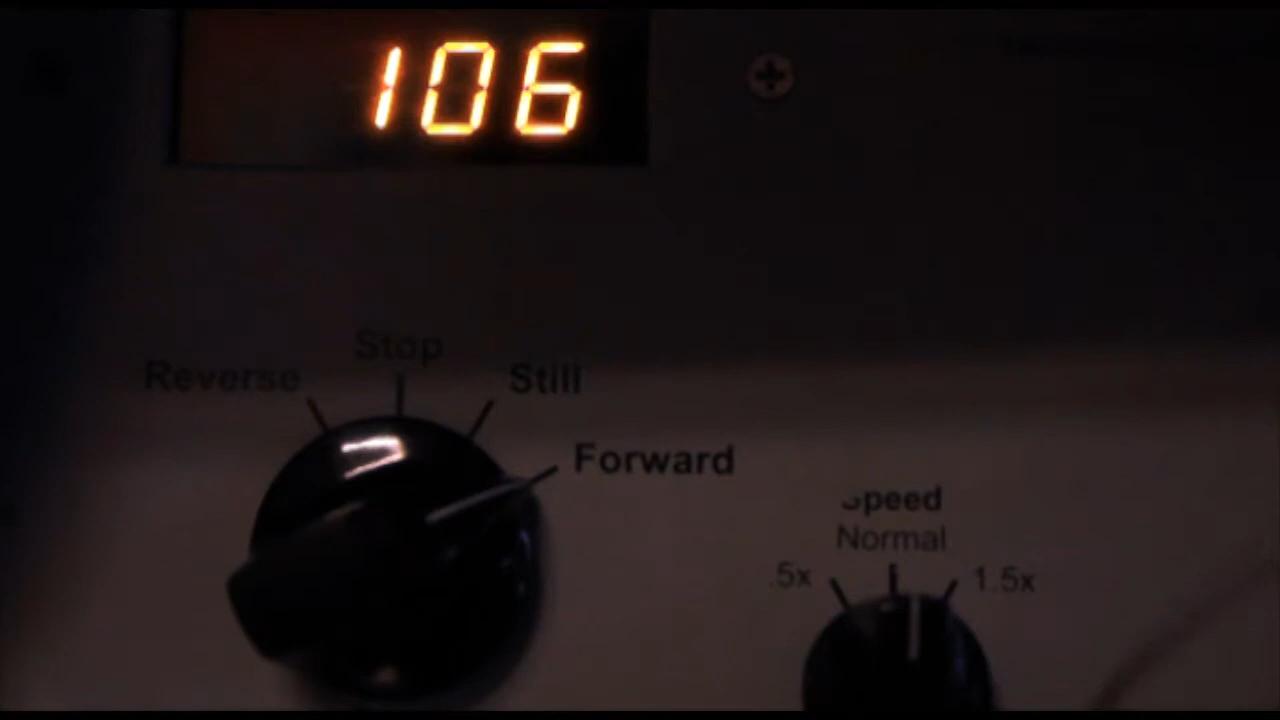 106
Stop
Reverse
Still
Forward
Speed
Normal
.5x
1.5x